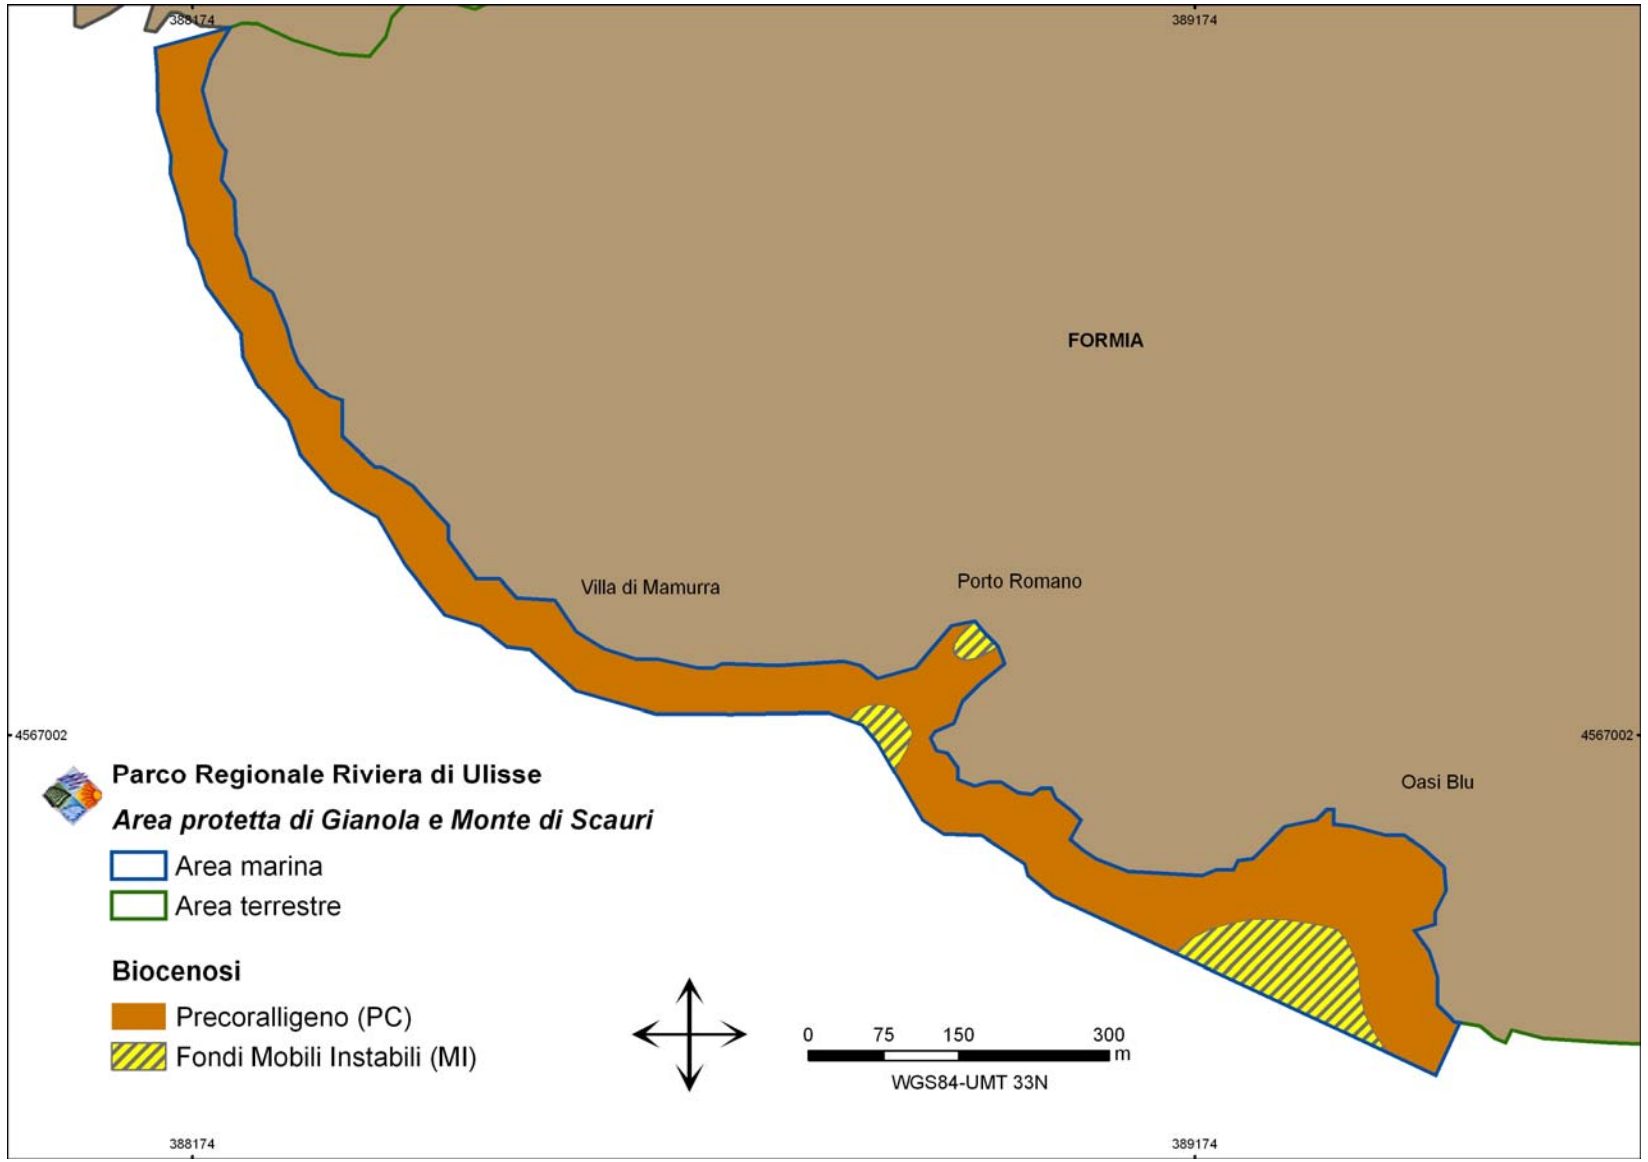 388174
389174
FORMIA
Villa di Mamurra
Porto Romano
4567002
4567002
Oasi Blu
Parco Regionale Riviera di Ulisse
Area protetta di Gianola e Monte di Scauri
Area marina
Area terrestre
Biocenosi
Precoralligeno (PC)
Fondi Mobili Instabili (MI)
0 75 150 300
m
WGS84-UMT 33N
388174
389174